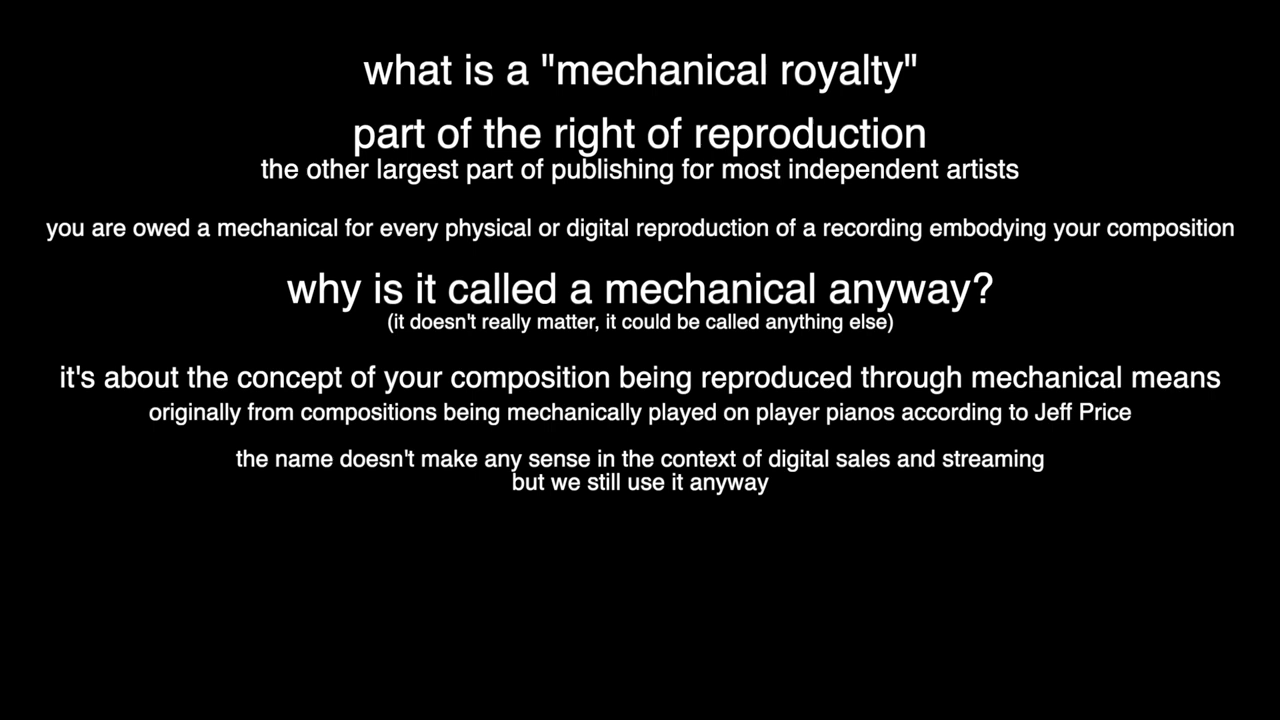 what is a "mechanical royalty"
part of the right of reproduction
the other largest part of publishing for most independent artists
you are owed a mechanical for every physical or digital reproduction of a recording embodying your composition
why is it called a mechanical anyway?
(it doesn't really matter, it could be called anything else)
it's about the concept of your composition being reproduced through mechanical means
originally from compositions being mechanically played on player pianos according to Jeff Price
the name doesn't make any sense in the context of digital sales and streaming
but we still use it anyway